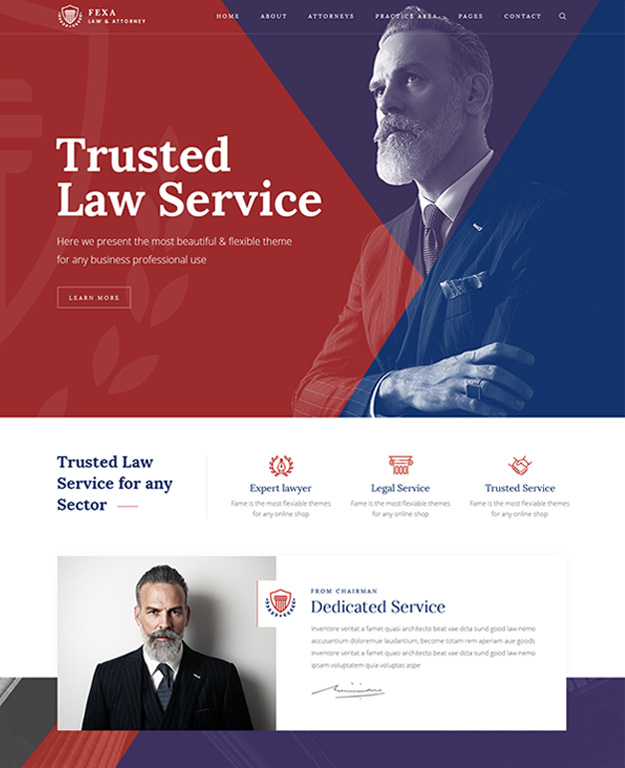 FEXA
LAW & ATTORNEY
HOME ABOUT ATTORNEYS PRACTICE AREA PAGES CONTACT
Trusted
Law Service
Here we present the most beautiful & flexible theme
for any business professional use
LEARN MORE
Trusted Law
Service for any
Sector
Expert lawyer
Fame is the most flexiable themes
for any online shop
Legal Service
Fame is the most flexiable themes
for any online shop
Trusted Service
Fame is the most flexiable themes
for any online shop
FROM CHAIRMAN
Dedicated Service
inventore veritat a famet quasi architecto beat vae dicta sund good law nemo
accusantium doloremue laudantium, become totam rem aperiam aue goods
inventore veritat a famet quasi architecto beat vae dicta sund good law nemo
ipsam voluptatem quia voluptas aspe